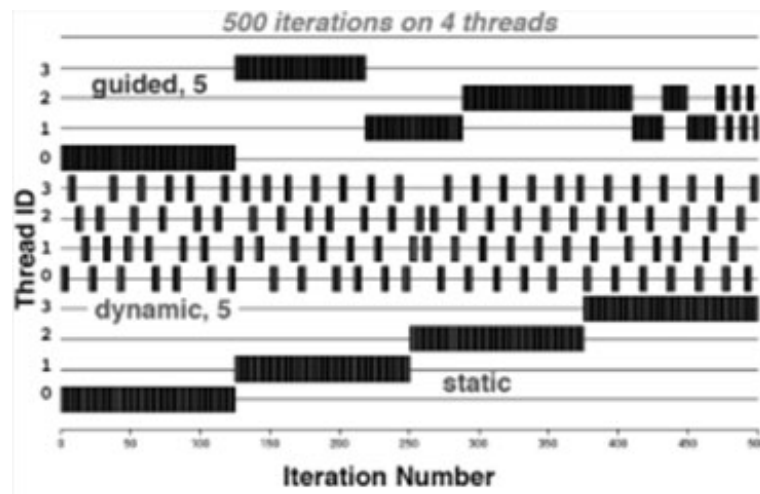 500 iterations on 4 threads
3
guided, 5
2
1
0
3
2
1
0
3
dynamic, 5
2
1
static
0
Thread ID
0 50 100 150 200 250 300 350 400 450 500
Iteration Number